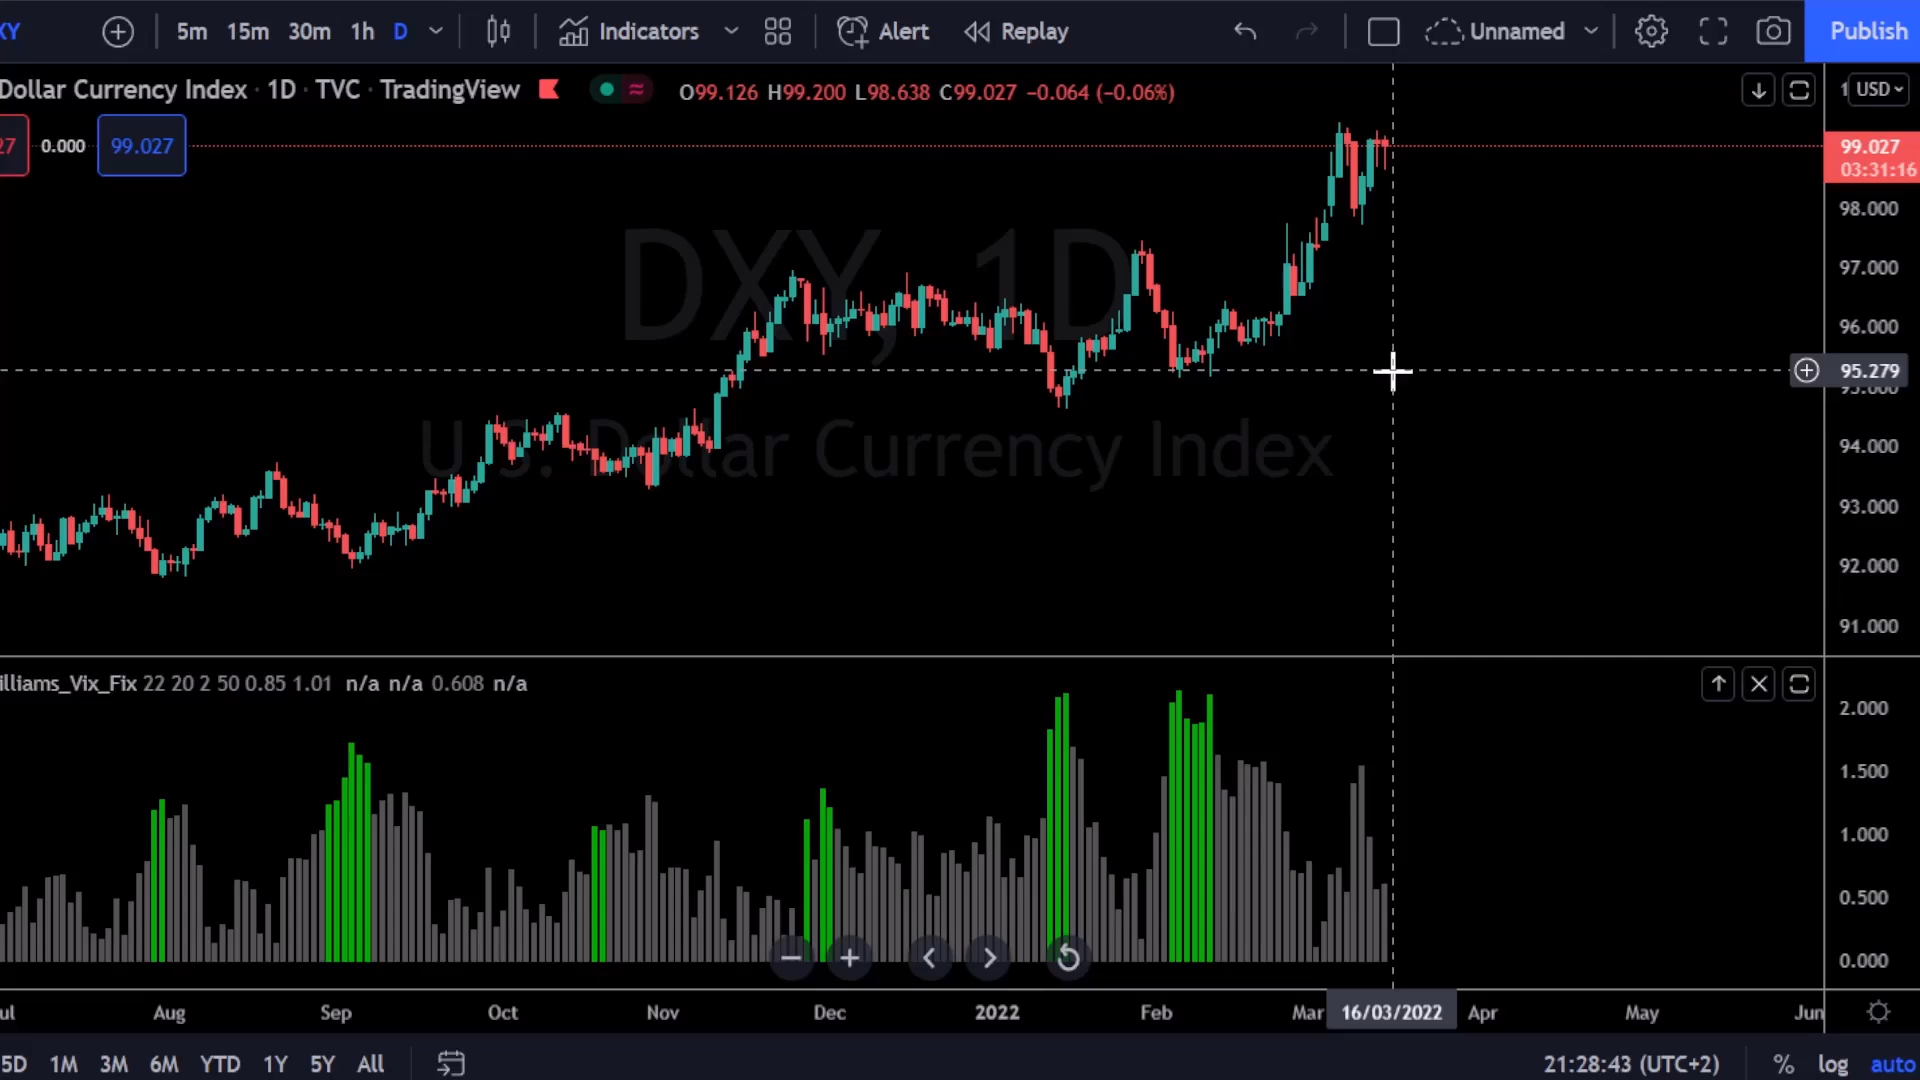 XY 5m 15m 30m 1h D Indicators Alert Replay Unnamed Publish
Dollar Currency Index · 1D · TVC · TradingView O99.126 H99.200 L98.638 C99.027 −0.064 (−0.06%) 1 USD
27 0.000 99.027
99.027
03:31:16
98.000
97.000
96.000
95.279
95.000
94.000
93.000
92.000
91.000
DXY, 1D
U.S. Dollar Currency Index
illiams_Vix_Fix 22 20 2 50 0.85 1.01 n/a n/a 0.608 n/a
2.000
1.500
1.000
0.500
0.000
ul Aug Sep Oct Nov Dec 2022 Feb Mar 16/03/2022 Apr May Jun
5D 1M 3M 6M YTD 1Y 5Y All 21:28:43 (UTC+2) % log auto